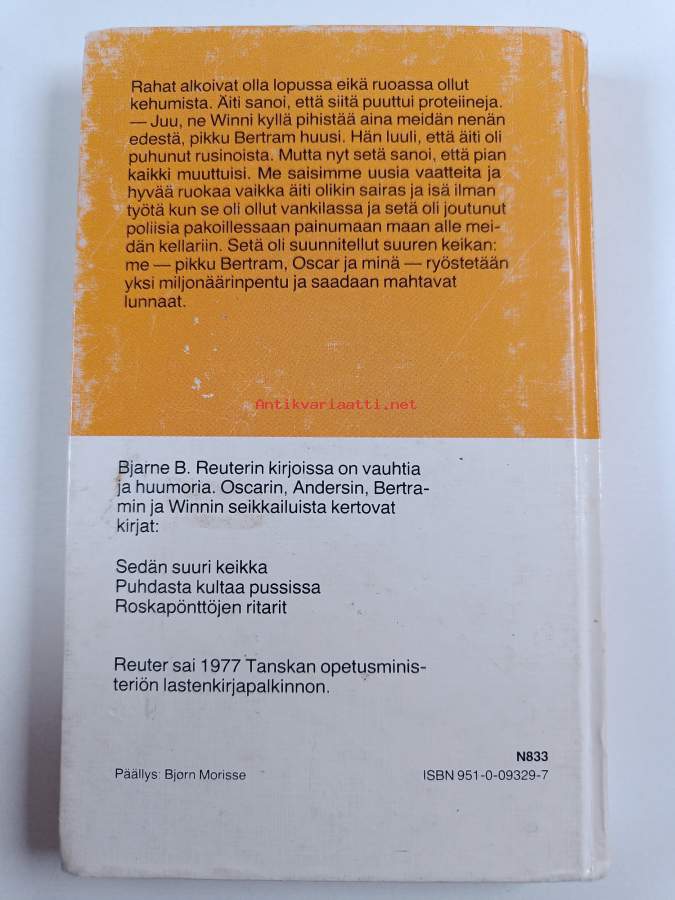 Rahat alkoivat olla lopussa eikä ruoassa ollut
kehumista. Äiti sanoi, että siitä puuttui proteiineja.
— Juu, ne Winni kyllä pihistää aina meidän nenän
edestä, pikku Bertram huusi. Hän luuli, että äiti oli
puhunut rusinoista. Mutta nyt setä sanoi, että pian
kaikki muuttuisi. Me saisimme uusia vaatteita ja
hyvää ruokaa vaikka äiti olikin sairas ja isä ilman
työtä kun se oli ollut vankilassa ja setä oli joutunut
poliisia pakoillessaan painumaan maan alle mei-
dän kellariin. Setä oli suunnitellut suuren keikan:
me — pikku Bertram, Oscar ja minä — ryöstetään
yksi miljonäärinpentu ja saadaan mahtavat
lunnaat.
Antikvariaatti.net
Bjarne B. Reuterin kirjoissa on vauhtia
ja huumoria. Oscarin, Andersin, Bertra-
min ja Winnin seikkailuista kertovat
kirjat:
Sedän suuri keikka
Puhdasta kultaa pussissa
Roskapönttöjen ritarit
Reuter sai 1977 Tanskan opetusminis-
teriön lastenkirjapalkinnon.
N833
Päällys: Bjørn Morisse
ISBN 951-0-09329-7